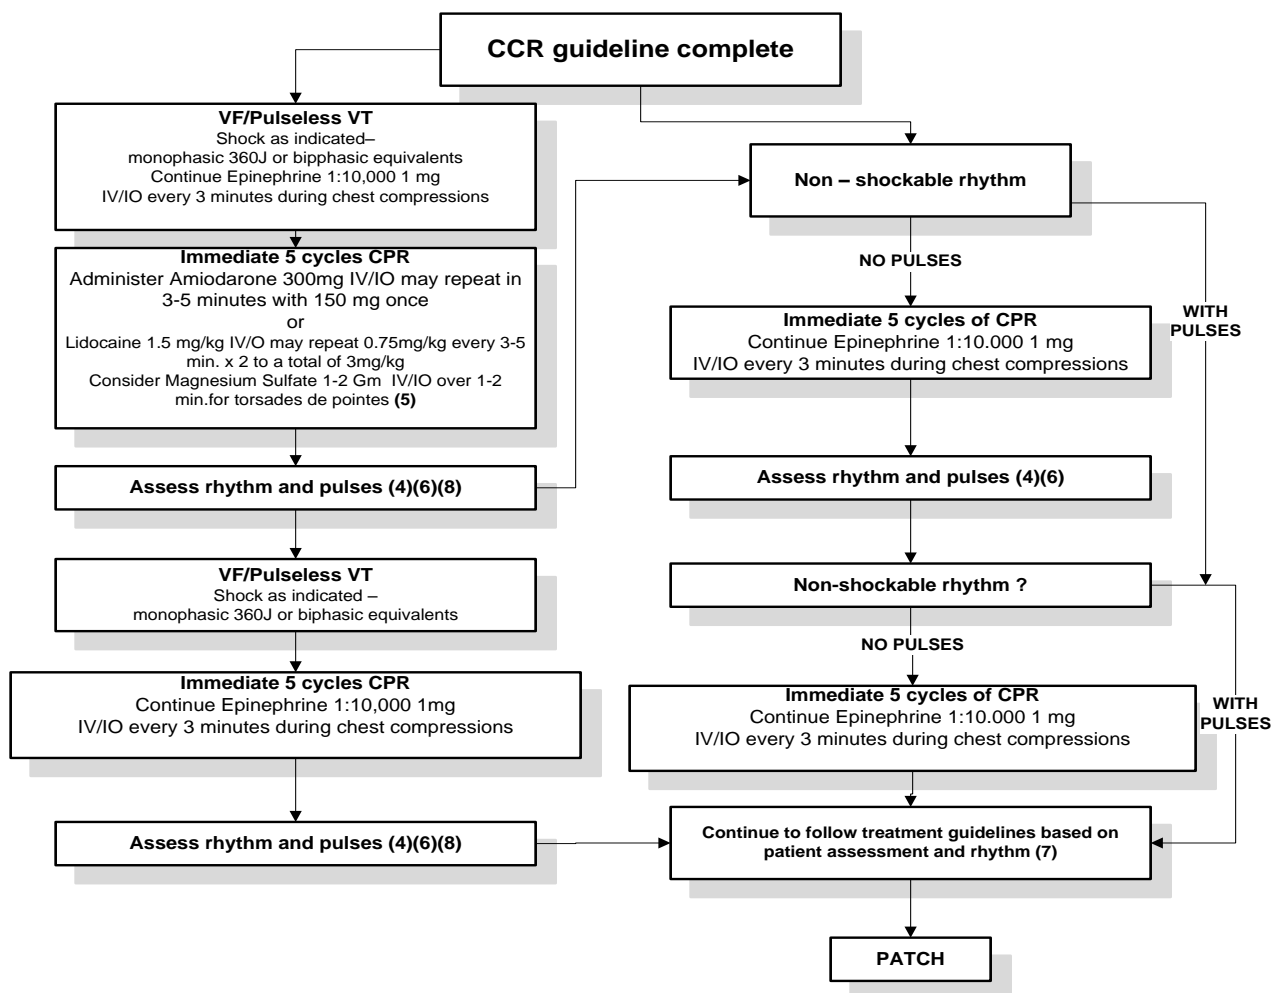 CCR guideline complete
VF/Pulseless VT
Shock as indicated–
monophasic 360J or bipphasic equivalents
Continue Epinephrine 1:10,000 1 mg
IV/IO every 3 minutes during chest compressions
Immediate 5 cycles CPR
Administer Amiodarone 300mg IV/IO may repeat in
3-5 minutes with 150 mg once
or
Lidocaine 1.5 mg/kg IV/O may repeat 0.75mg/kg every 3-5
min. x 2 to a total of 3mg/kg
Consider Magnesium Sulfate 1-2 Gm  IV/IO over 1-2
min.for torsades de pointes (5)
Assess rhythm and pulses (4)(6)(8)
VF/Pulseless VT
Shock as indicated –
monophasic 360J or biphasic equivalents
Immediate 5 cycles CPR
Continue Epinephrine 1:10,000 1mg
IV/IO every 3 minutes during chest compressions
Assess rhythm and pulses (4)(6)(8)
Non – shockable rhythm
NO PULSES
WITH
PULSES
Immediate 5 cycles of CPR
Continue Epinephrine 1:10.000 1 mg
IV/IO every 3 minutes during chest compressions
Assess rhythm and pulses (4)(6)
Non-shockable rhythm ?
NO PULSES
WITH
PULSES
Immediate 5 cycles of CPR
Continue Epinephrine 1:10.000 1 mg
IV/IO every 3 minutes during chest compressions
Continue to follow treatment guidelines based on
patient assessment and rhythm (7)
PATCH